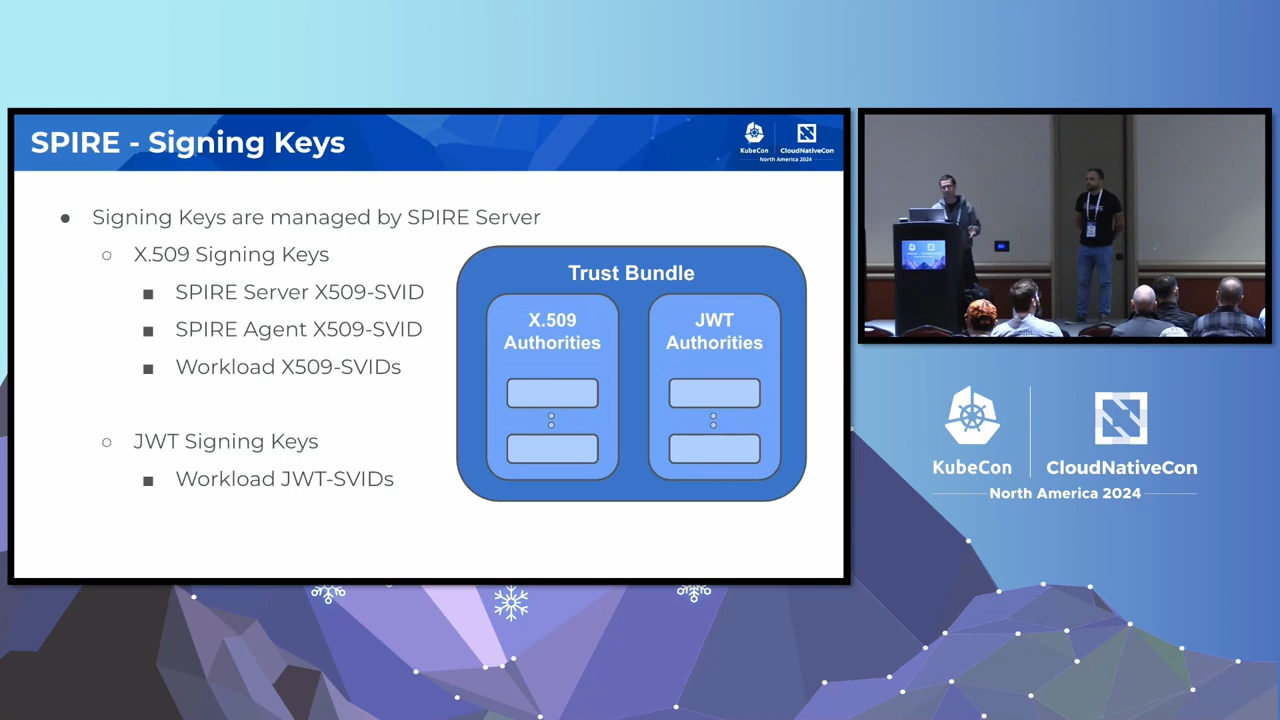 SPIRE - Signing Keys
KubeCon
CloudNativeCon
North America 2024
● Signing Keys are managed by SPIRE Server
○ X.509 Signing Keys
■ SPIRE Server X509-SVID
■ SPIRE Agent X509-SVID
■ Workload X509-SVIDs
○ JWT Signing Keys
■ Workload JWT-SVIDs
Trust Bundle
X.509
Authorities
JWT
Authorities
KubeCon
CloudNativeCon
North America 2024